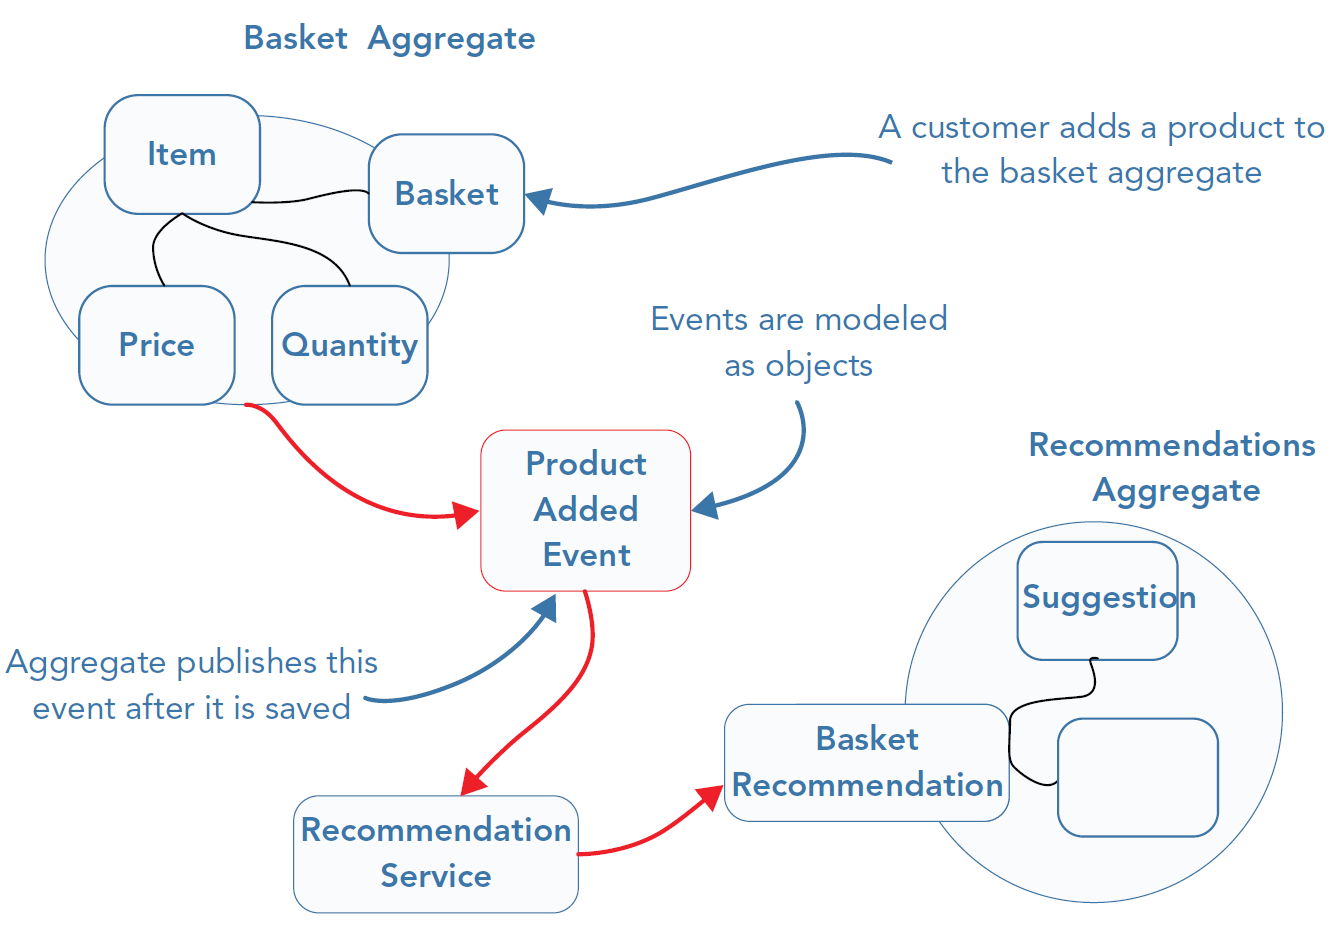 Basket Aggregate
Item
Basket
Price
Quantity
A customer adds a product to
the basket aggregate
Events are modeled
as objects
Product
Added
Event
Recommendations
Aggregate
Suggestion
Aggregate publishes this
event after it is saved
Basket
Recommendation
Recommendation
Service